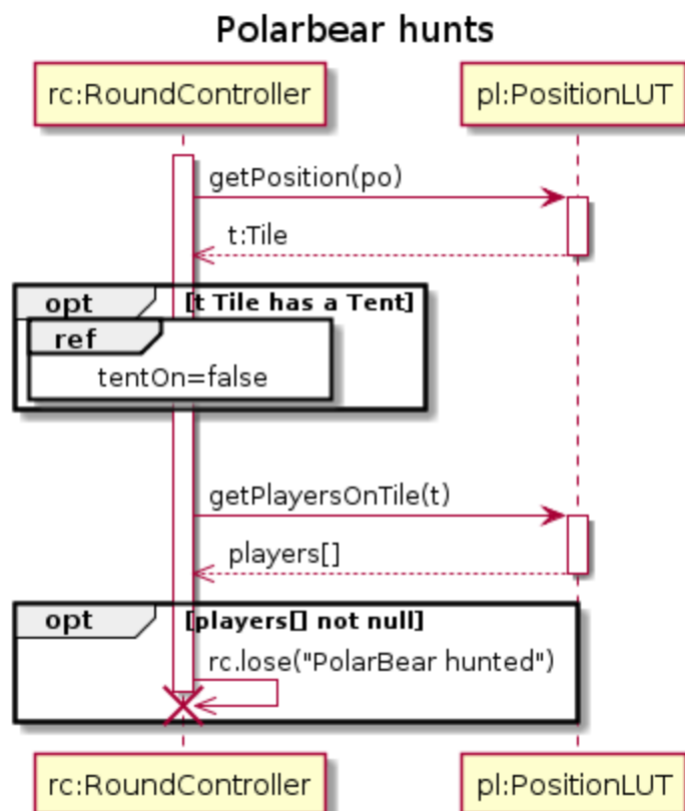 Polarbear hunts
rc:RoundController pl:PositionLUT
getPosition(po)
t:Tile
opt [t Tile has a Tent]
ref
tentOn=false
getPlayersOnTile(t)
players[]
opt [players[] not null]
rc.lose("PolarBear hunted")
rc:RoundController pl:PositionLUT